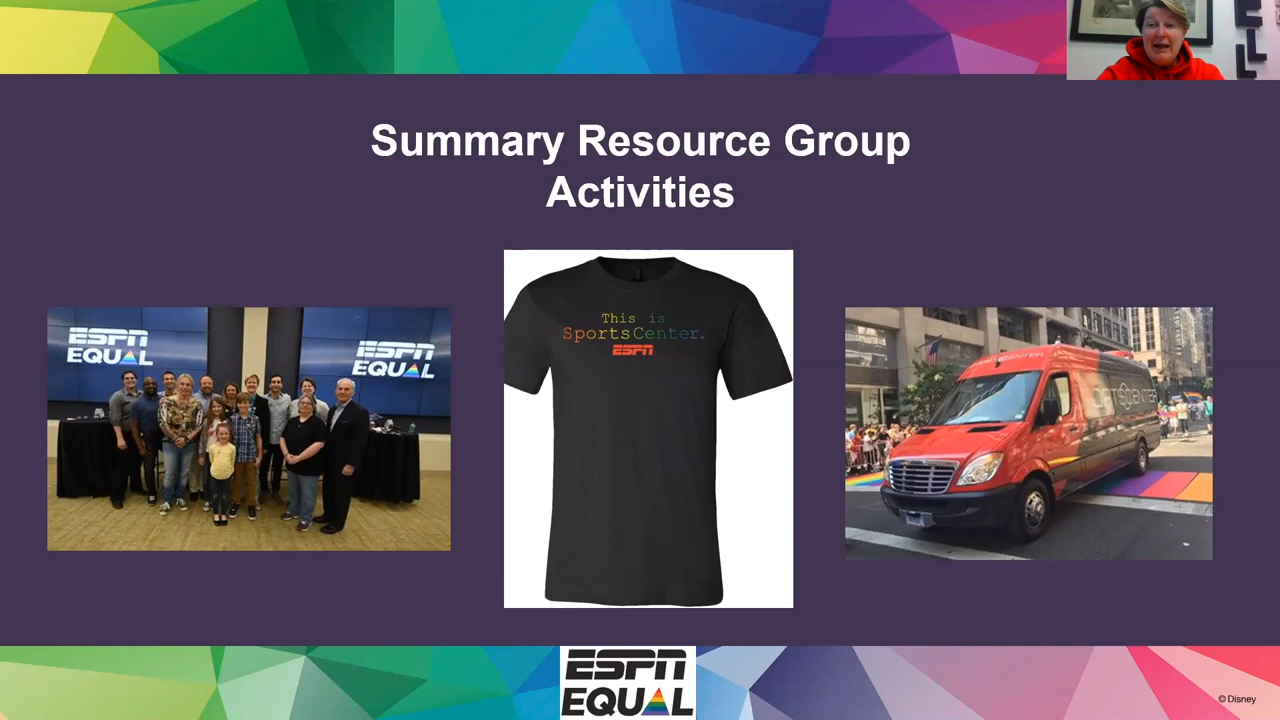 Summary Resource Group
Activities
ESPN
EQUAL
ESPN
EQUAL
This is
SportsCenter.
ESPN
ESPN
EQUAL
© Disney